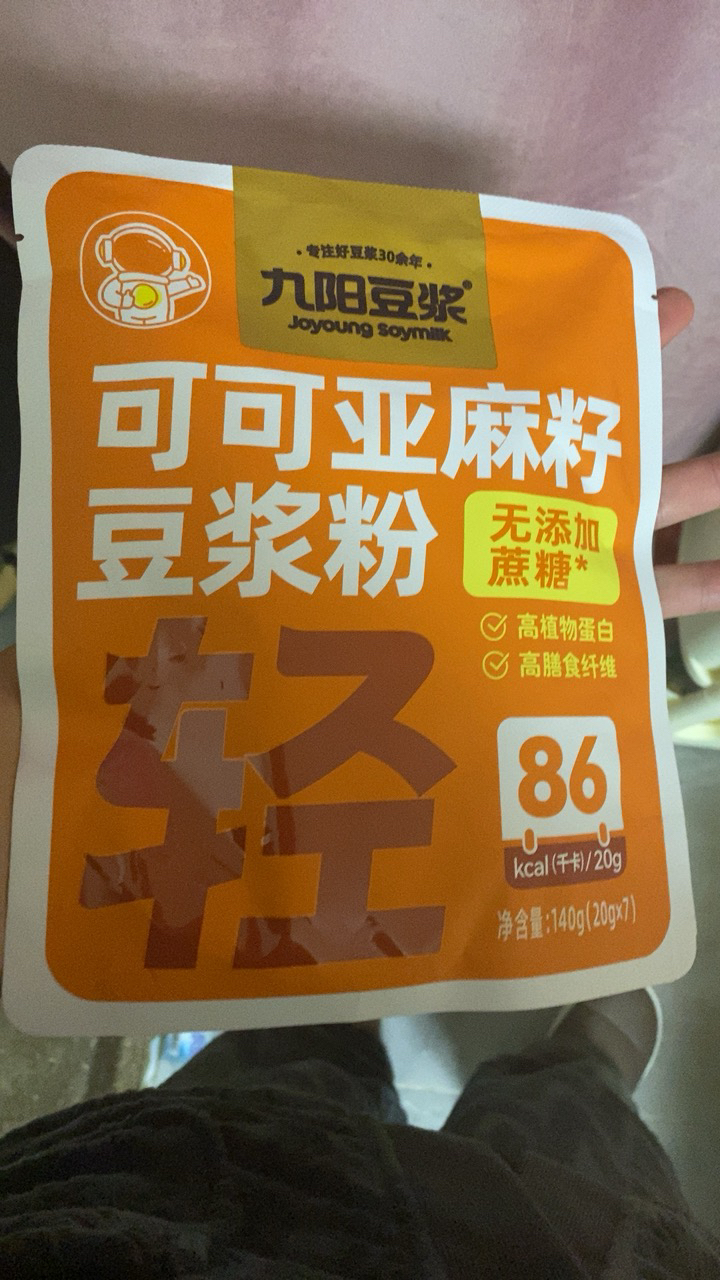 ·专注好豆浆30余年·
九阳豆浆®
Joyoung Soymilk
可可亚麻籽
豆浆粉
无添加
蔗糖*
高植物蛋白
高膳食纤维
轻
86
kcal(千卡)/20g
净含量:140g(20g×7)